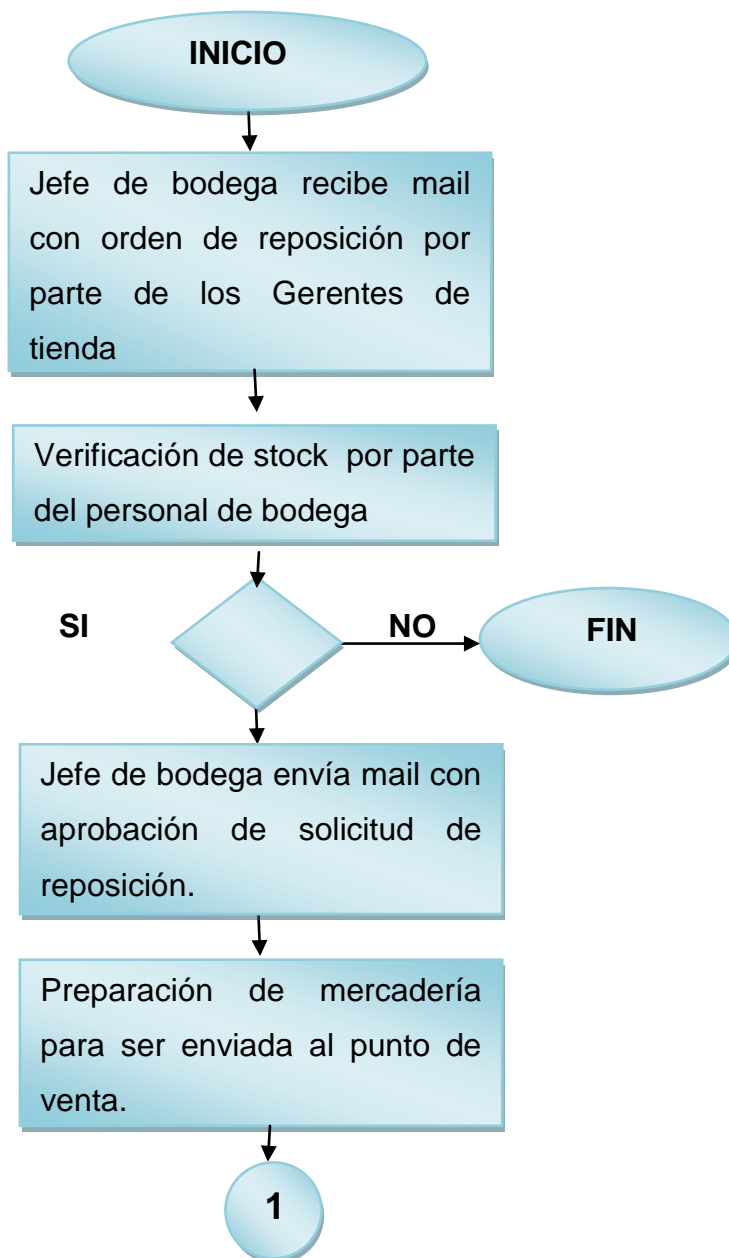 INICIO
Jefe de bodega recibe mail
con orden de reposición por
parte de los Gerentes de
tienda
Verificación de stock por parte
del personal de bodega
SI
NO
FIN
Jefe de bodega envía mail con
aprobación de solicitud de
reposición.
Preparación de mercadería
para ser enviada al punto de
venta.
1